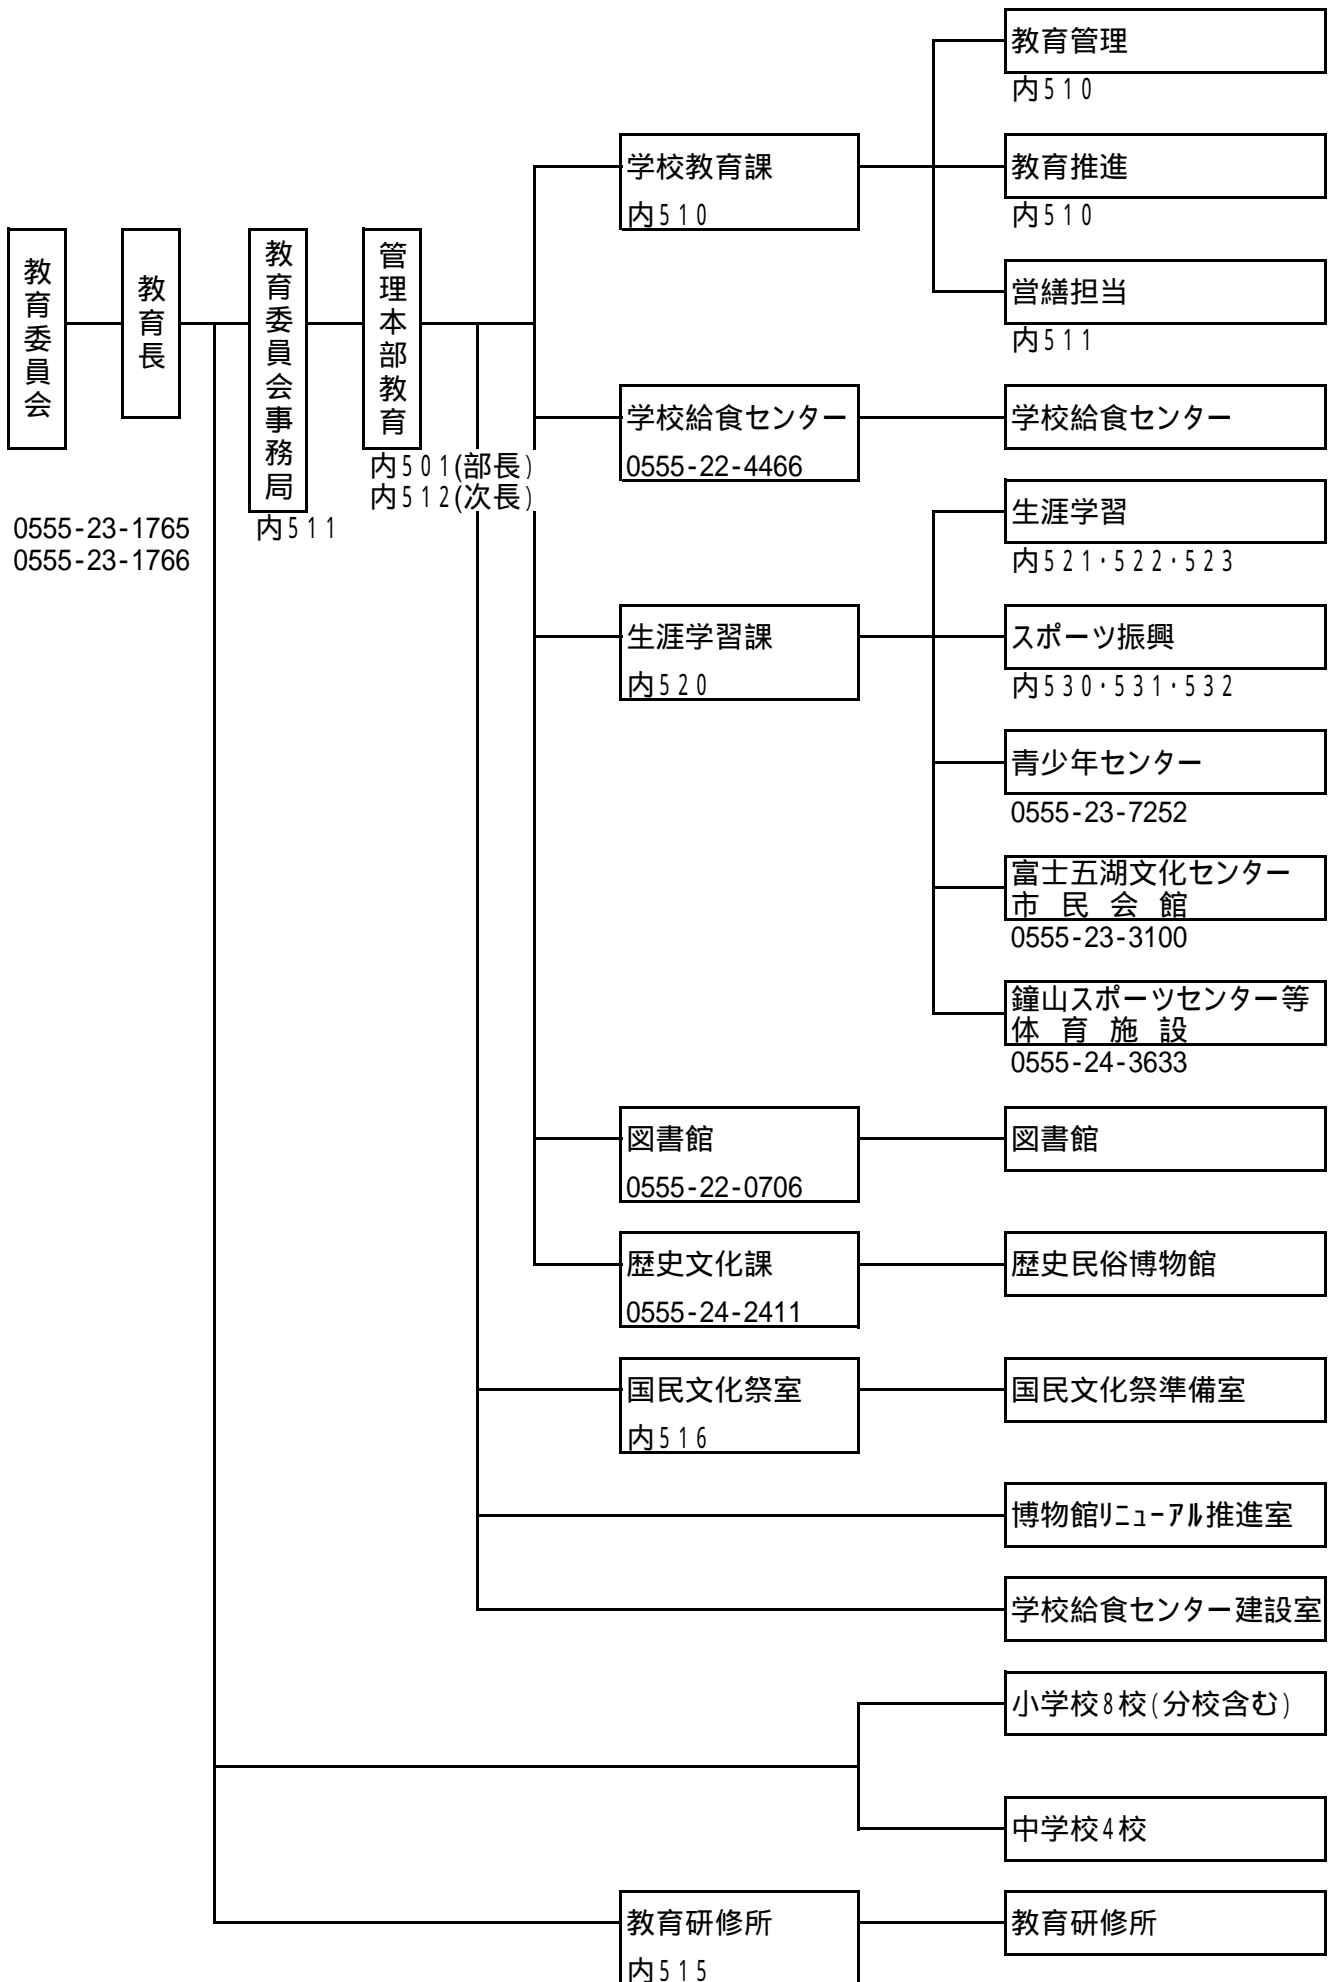 教育委員会
0555-23-1765
0555-23-1766
教育長
教育委員会事務局
内511
管理本部教育
内501(部長)
内512(次長)
学校教育課
内510
教育管理
内510
教育推進
内510
営繕担当
内511
学校給食センター
0555-22-4466
学校給食センター
生涯学習課
内520
生涯学習
内521・522・523
スポーツ振興
内530・531・532
青少年センター
0555-23-7252
富士五湖文化センター
市民会館
0555-23-3100
鐘山スポーツセンター等
体育施設
0555-24-3633
図書館
0555-22-0706
図書館
歴史文化課
0555-24-2411
歴史民俗博物館
国民文化祭室
内516
国民文化祭準備室
博物館ﾘﾆｭｰｱﾙ推進室
学校給食センター建設室
小学校8校(分校含む)
中学校4校
教育研修所
内515
教育研修所